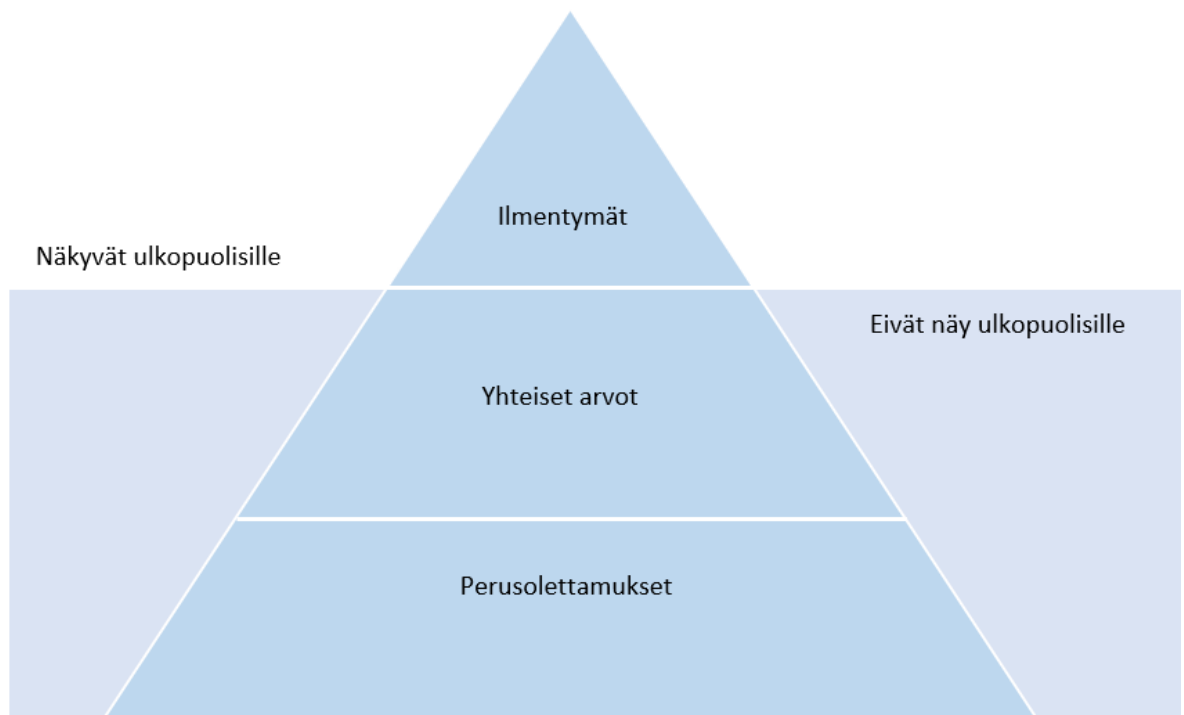 Ilmentymät
Näkyvät ulkopuolisille
Eivät näy ulkopuolisille
Yhteiset arvot
Perusolettamukset